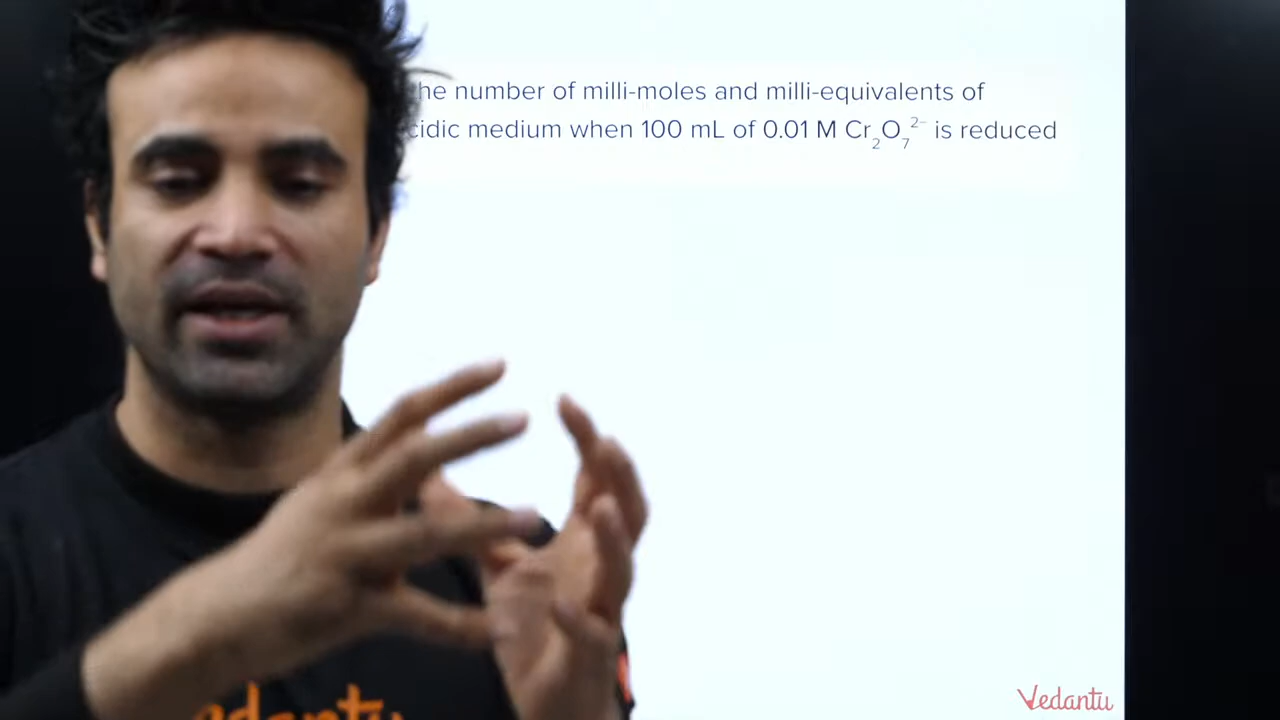 he number of milli-moles and milli-equivalents of
cidic medium when 100 mL of 0.01 M Cr₂O₇²⁻ is reduced
Vedantu
edantu